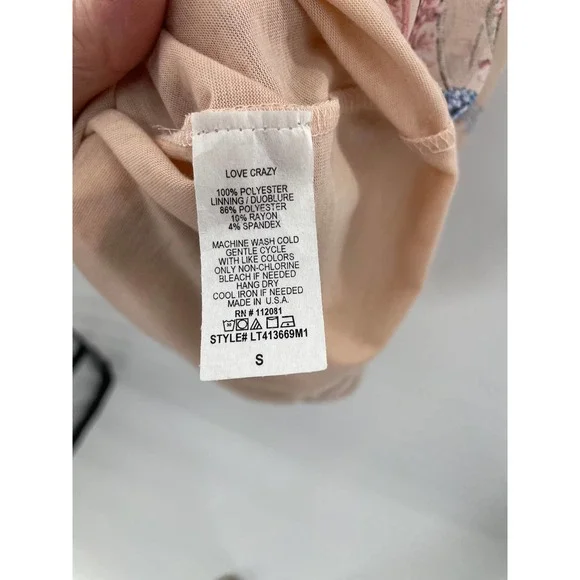 LOVE CRAZY
100% POLYESTER
LINNING / DUOBLURE
86% POLYESTER
10% RAYON
4% SPANDEX
MACHINE WASH COLD
GENTLE CYCLE
WITH LIKE COLORS
ONLY NON-CHLORINE
BLEACH IF NEEDED
HANG DRY
COOL IRON IF NEEDED
MADE IN U.S.A.
RN # 112081
STYLE# LT413669M1
S